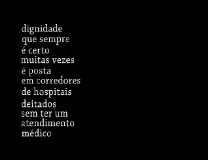 dignidade
que sempre
é certo
muitas vezes
é posta
em corredores
de hospitais
deitados
sem ter um
atendimento
médico